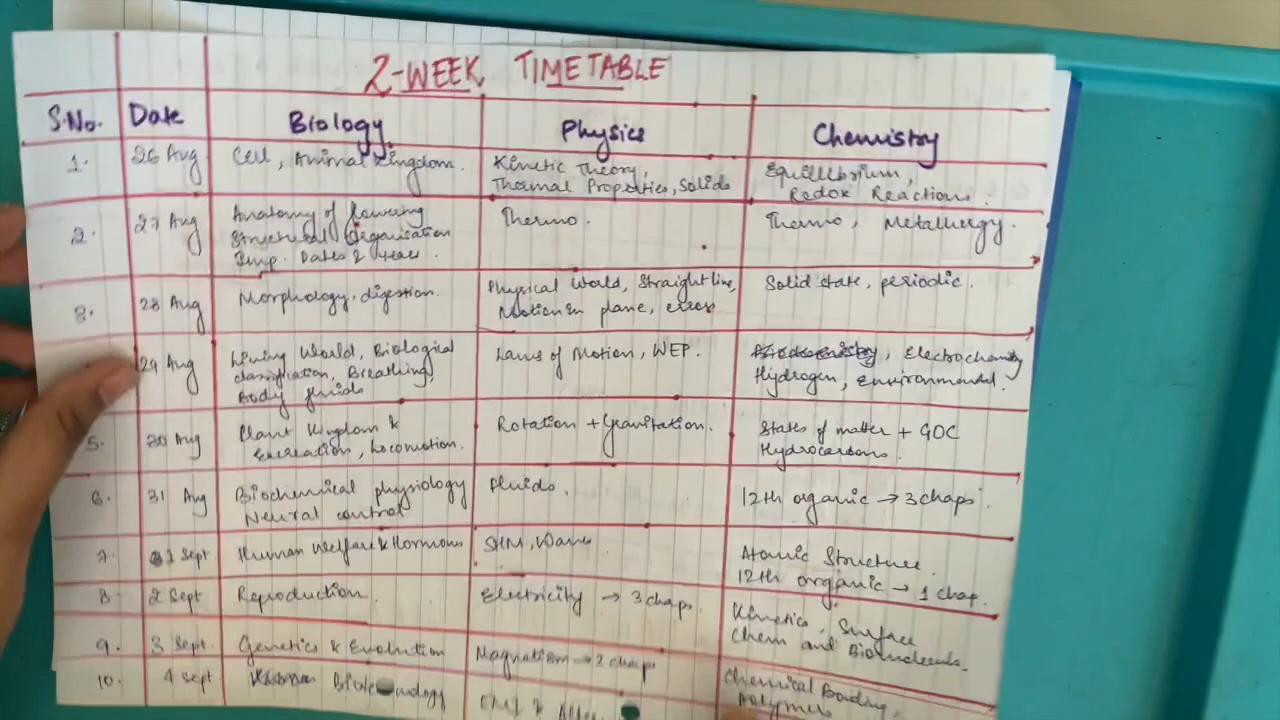 2-WEEK TIMETABLE
S.No. Date Biology Physics Chemistry
1. 26 Aug Cell, Animal Kingdom. Kinetic Theory, Equilibrium,
Thermal Properties, Solids Redox Reactions.
2. 27 Aug Anatomy of flowering Thermo. Thermo, Metallurgy.
Structural Organisation
Imp. Dates & Years.
3. 28 Aug Morphology, digestion. Physical World, Straight line, Solid state, periodic.
Motion in plane, error
29 Aug Living World, Biological Laws of Motion, WEP. Electrochemistry
classification, Breathing, Hydrogen, Environmental.
Body fluids
5. 30 Aug Plant Kingdom & Rotation + Gravitation. States of matter + GOC
Excreation, Locomotion. Hydrocarbons.
6. 31 Aug Biochemical physiology Fluids. 12th organic → 3 chaps
Neural control
7. 1 Sept Human Welfare & Hormons SHM, Waves Atomic Structure.
12th organic → 1 chap.
8. 2 Sept Reproduction. Electricity → 3 chaps. Kinetics, Surface
Chem and Biomolecules.
9. 3 Sept. Genetics & Evolution Magnetism → 2 chaps
10. 4 sept EMI & Chemical Bonding,
Polymers